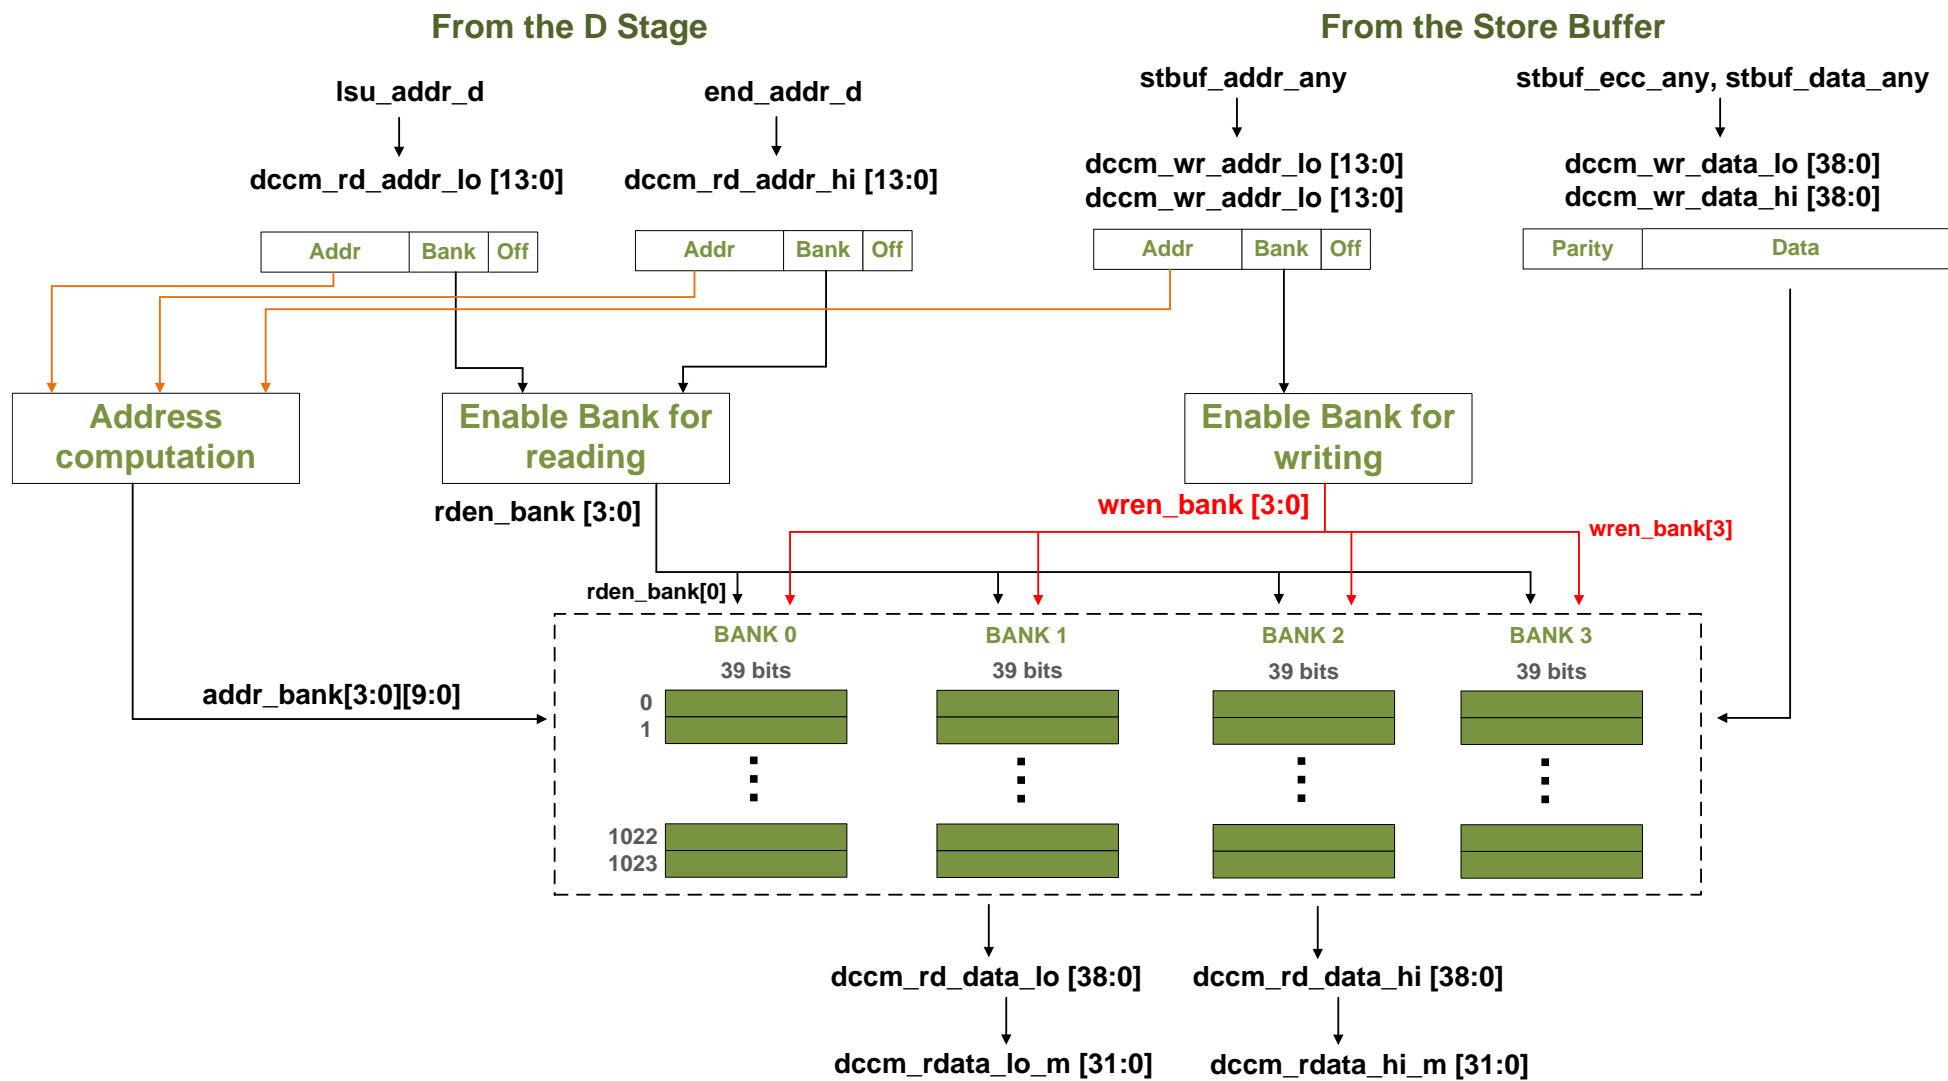 From the D Stage
From the Store Buffer
lsu_addr_d
end_addr_d
stbuf_addr_any
stbuf_ecc_any, stbuf_data_any
dccm_rd_addr_lo [13:0]
dccm_rd_addr_hi [13:0]
dccm_wr_addr_lo [13:0]
dccm_wr_addr_lo [13:0]
dccm_wr_data_lo [38:0]
dccm_wr_data_hi [38:0]
Addr Bank Off
Addr Bank Off
Addr Bank Off
Parity Data
Address
computation
Enable Bank for
reading
Enable Bank for
writing
rden_bank [3:0]
wren_bank [3:0]
wren_bank[3]
rden_bank[0]
BANK 0
BANK 1
BANK 2
BANK 3
39 bits
39 bits
39 bits
39 bits
addr_bank[3:0][9:0]
0
1
1022
1023
dccm_rd_data_lo [38:0]
dccm_rd_data_hi [38:0]
dccm_rdata_lo_m [31:0]
dccm_rdata_hi_m [31:0]